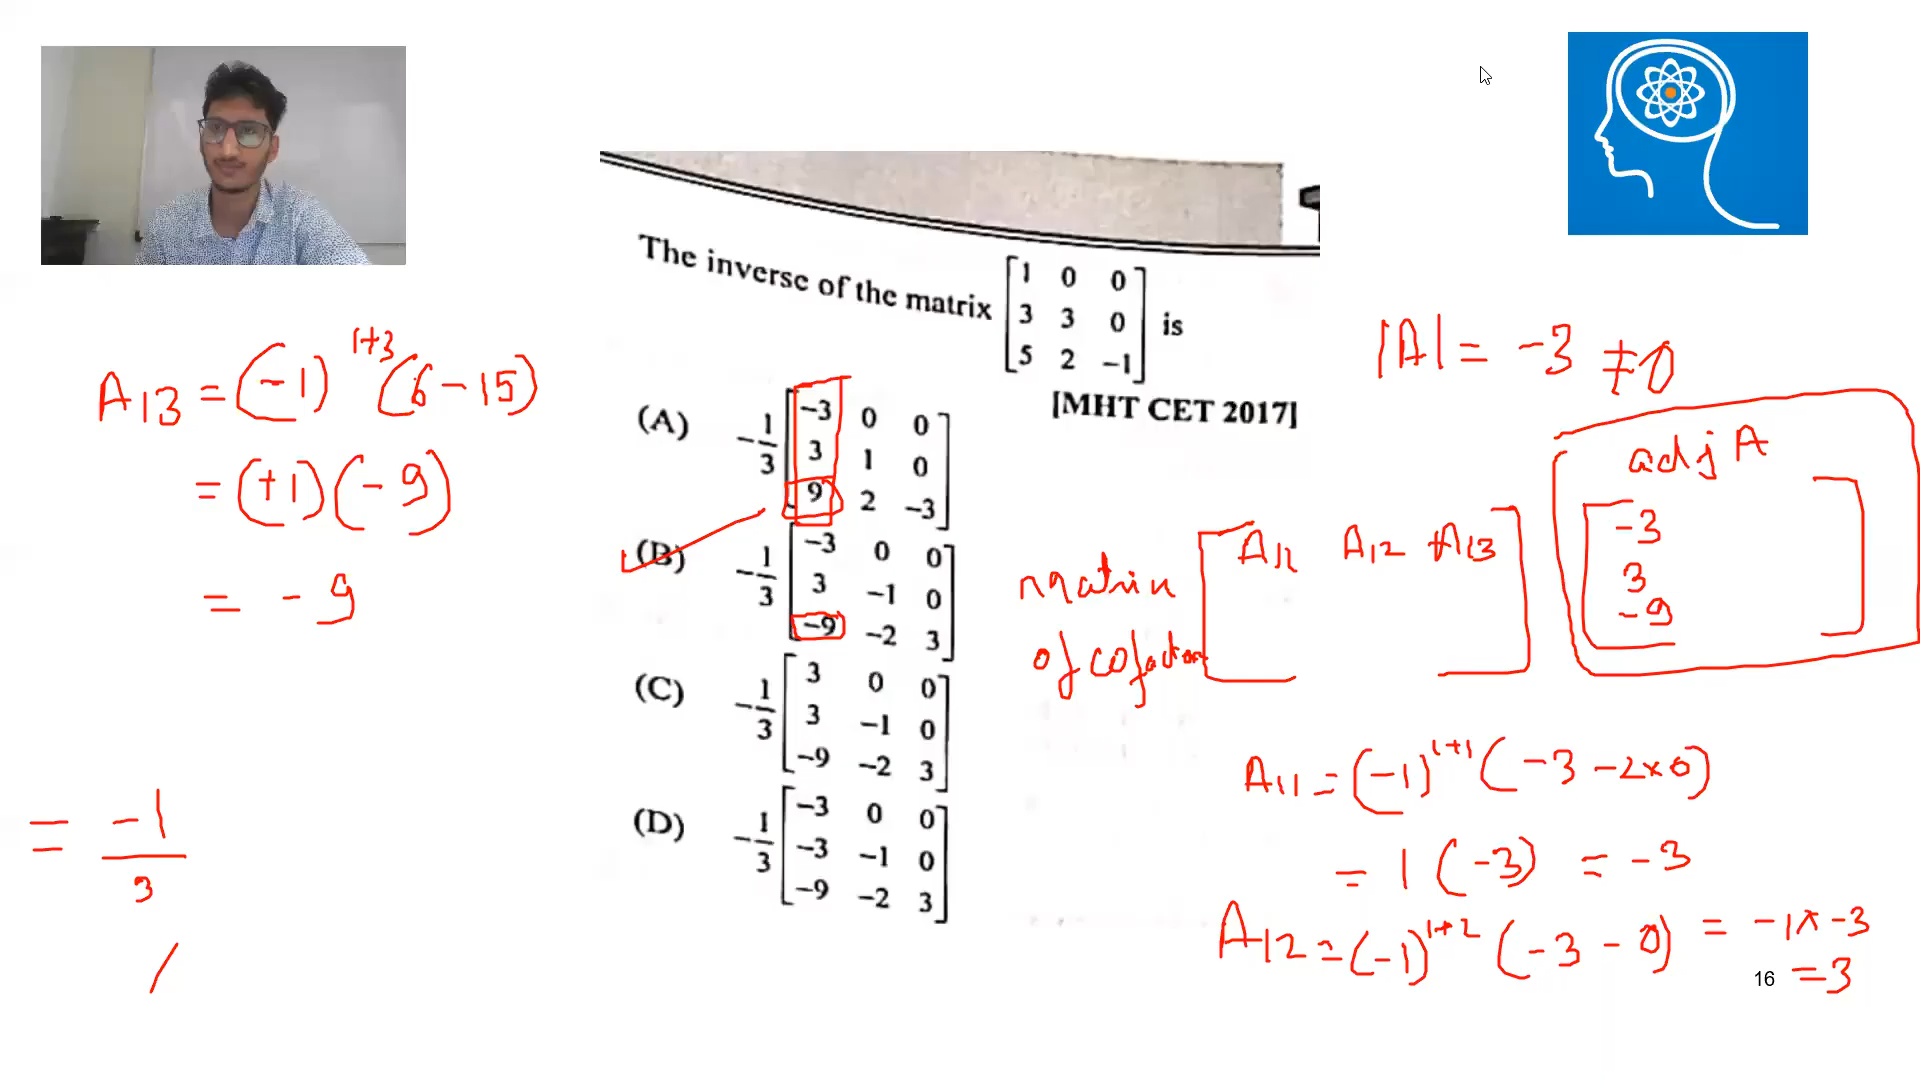 The inverse of the matrix [1 0 0
3 3 0
5 2 -1] is
[MHT CET 2017]
(A) -1/3 [-3 0 0
3 1 0
9 2 -3]
(B) -1/3 [-3 0 0
3 -1 0
-9 -2 3]
(C) -1/3 [3 0 0
3 -1 0
-9 -2 3]
(D) -1/3 [-3 0 0
-3 -1 0
-9 -2 3]
A13 = (-1)^1+3 (6-15)
= (+1)(-9)
= -9
= -1/3
|A| = -3 ≠0
adj A
[-3
3
-9]
matrix
of cofactor
[A11 A12 A13]
A11 = (-1)^1+1 (-3 -2×0)
= 1(-3) = -3
A12 = (-1)^1+2 (-3 - 0) = -1×-3
=3
16